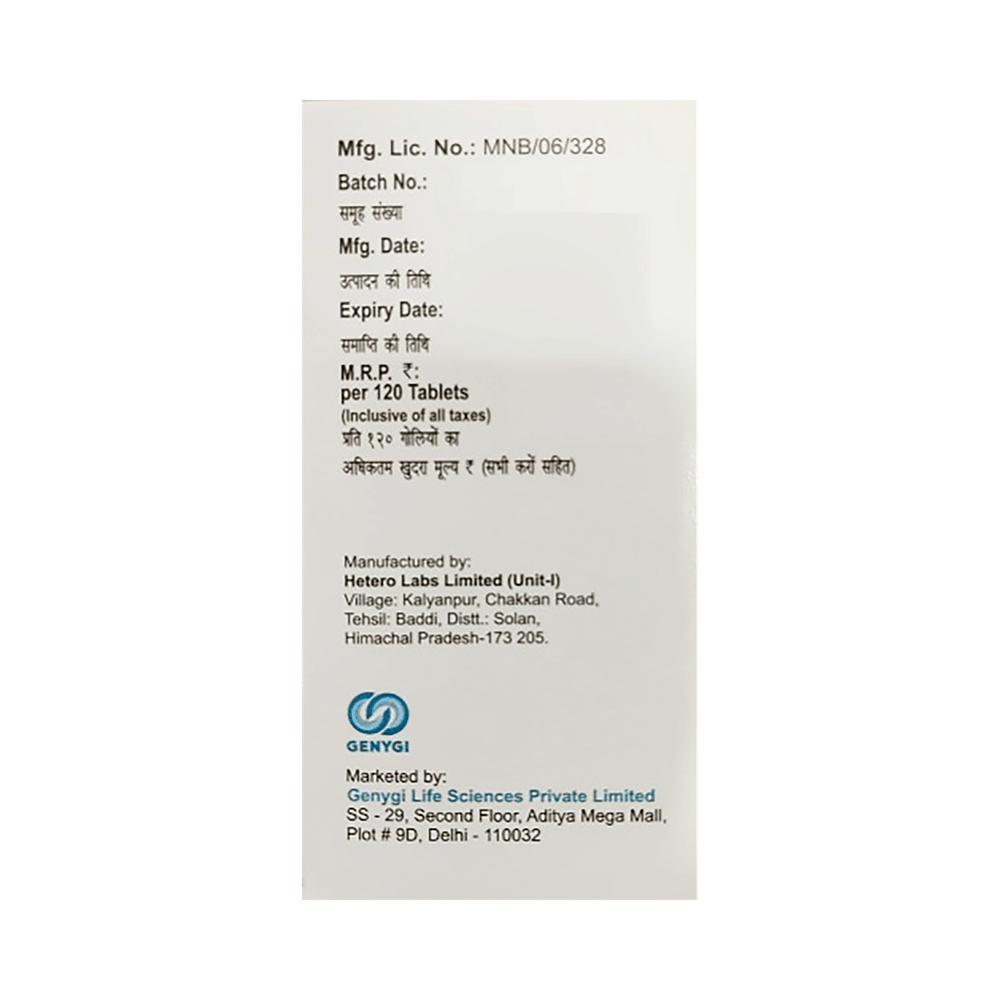 Mfg. Lic. No.: MNB/06/328
Batch No.:
समूह संख्या
Mfg. Date:
उत्पादन की तिथि
Expiry Date:
समाप्ति की तिथि
M.R.P. ₹:
per 120 Tablets
(Inclusive of all taxes)
प्रति १२० गोलियों का
अधिकतम खुदरा मूल्य ₹ (सभी करों सहित)
Manufactured by:
Hetero Labs Limited (Unit-I)
Village: Kalyanpur, Chakkan Road,
Tehsil: Baddi, Distt.: Solan,
Himachal Pradesh-173 205.
GENYGI
Marketed by:
Genygi Life Sciences Private Limited
SS - 29, Second Floor, Aditya Mega Mall,
Plot # 9D, Delhi - 110032